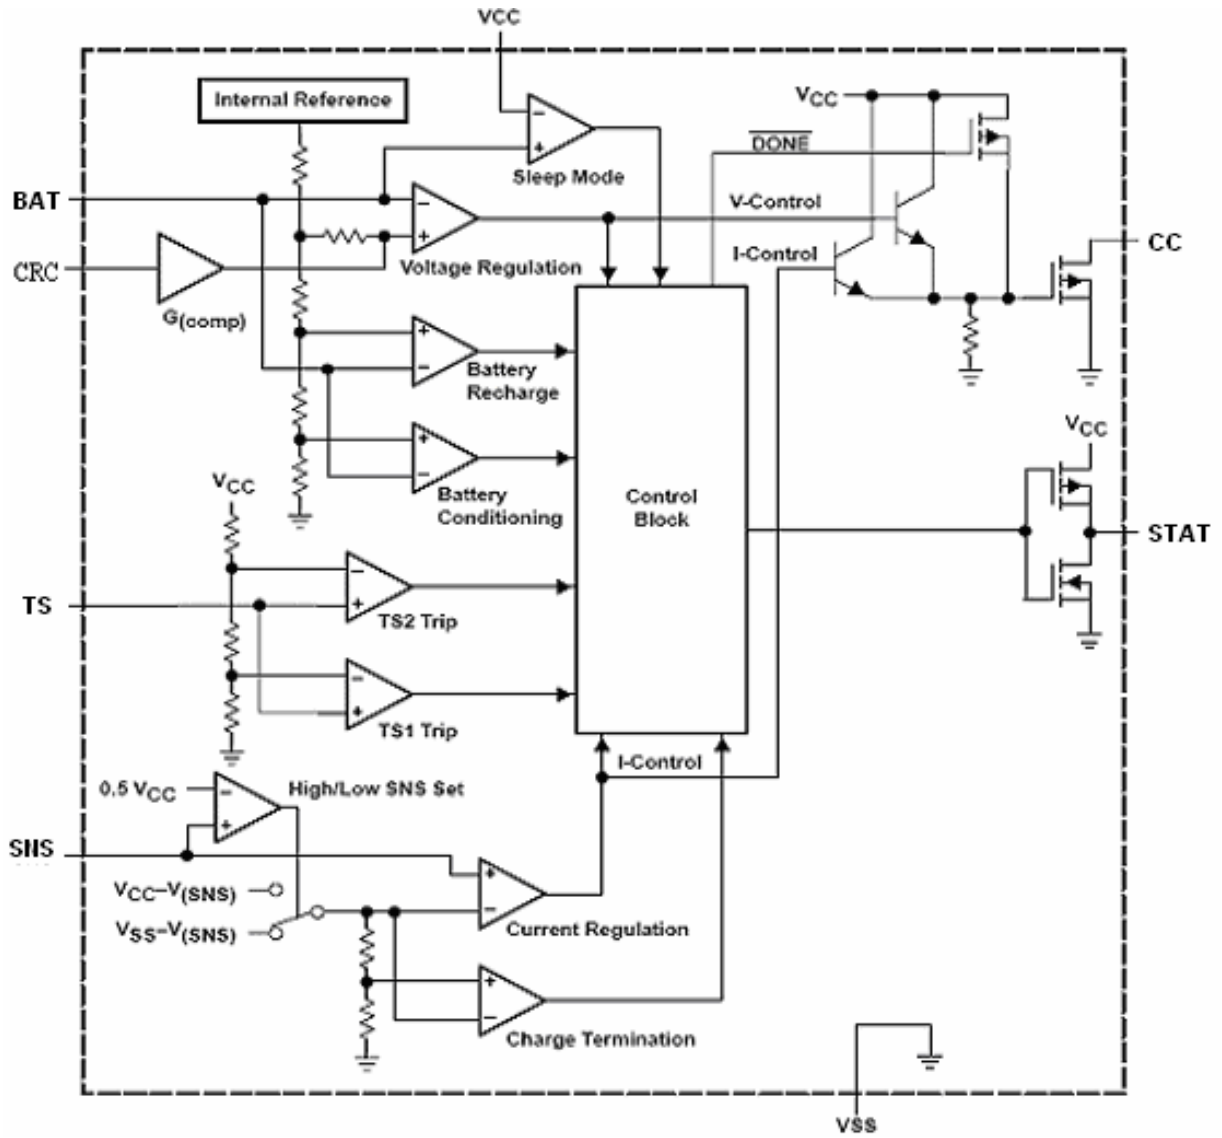 VCC
Internal Reference
VCC
DONE
Sleep Mode
BAT
V-Control
CC
I-Control
CRC
Voltage Regulation
G(comp)
Battery
Recharge
VCC
VCC
Battery
Conditioning
Control
Block
STAT
TS
TS2 Trip
TS1 Trip
I-Control
0.5 VCC
High/Low SNS Set
SNS
VCC–V(SNS)
VSS–V(SNS)
Current Regulation
Charge Termination
VSS